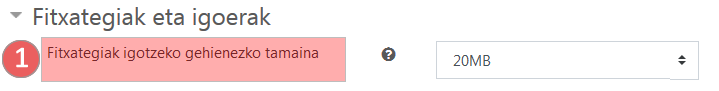 Fitxategiak eta igoerak
1 Fitxategiak igotzeko gehienezko tamaina ? 20MB